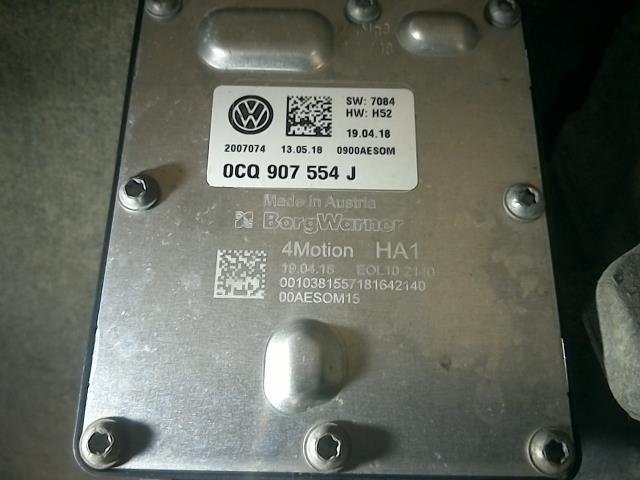 SW: 7084
HW: H52
19.04.18
2007074 13.05.18 0900AESOM
0CQ 907 554 J
Made in Austria
BorgWarner
4Motion HA1
19.04.18 EOL10 2140
0010381557181642140
00AESOM15